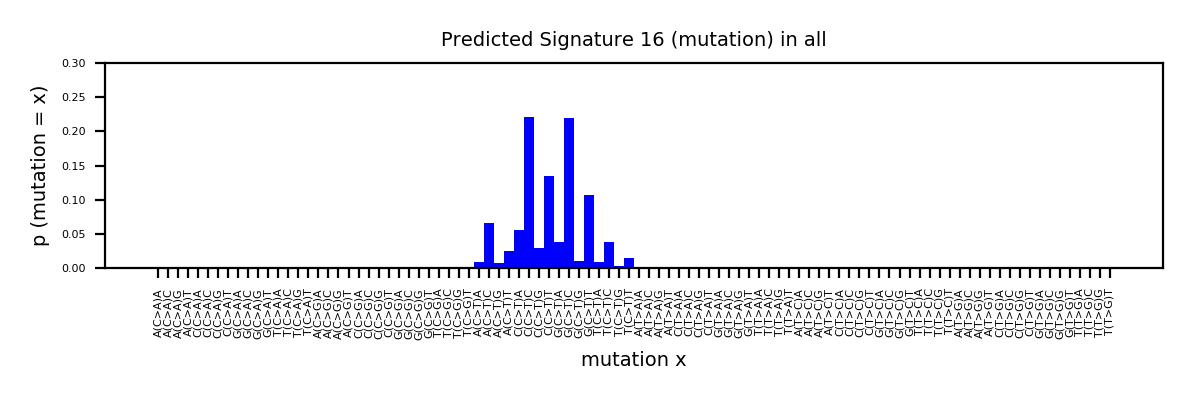 Predicted Signature 16 (mutation) in all
p (mutation = x)
0.30
0.25
0.20
0.15
0.10
0.05
0.00
A(C>A)A
A(C>A)C
A(C>A)G
A(C>A)T
C(C>A)A
C(C>A)C
C(C>A)G
C(C>A)T
G(C>A)A
G(C>A)C
G(C>A)G
G(C>A)T
T(C>A)A
T(C>A)C
T(C>A)G
T(C>A)T
A(C>G)A
A(C>G)C
A(C>G)G
A(C>G)T
C(C>G)A
C(C>G)C
C(C>G)G
C(C>G)T
G(C>G)A
G(C>G)C
G(C>G)G
G(C>G)T
T(C>G)A
T(C>G)C
T(C>G)G
T(C>G)T
A(C>T)A
A(C>T)C
A(C>T)G
A(C>T)T
C(C>T)A
C(C>T)C
C(C>T)G
C(C>T)T
G(C>T)A
G(C>T)C
G(C>T)G
G(C>T)T
T(C>T)A
T(C>T)C
T(C>T)G
T(C>T)T
A(T>A)A
A(T>A)C
A(T>A)G
A(T>A)T
C(T>A)A
C(T>A)C
C(T>A)G
C(T>A)T
G(T>A)A
G(T>A)C
G(T>A)G
G(T>A)T
T(T>A)A
T(T>A)C
T(T>A)G
T(T>A)T
A(T>C)A
A(T>C)C
A(T>C)G
A(T>C)T
C(T>C)A
C(T>C)C
C(T>C)G
C(T>C)T
G(T>C)A
G(T>C)C
G(T>C)G
G(T>C)T
T(T>C)A
T(T>C)C
T(T>C)G
T(T>C)T
A(T>G)A
A(T>G)C
A(T>G)G
A(T>G)T
C(T>G)A
C(T>G)C
C(T>G)G
C(T>G)T
G(T>G)A
G(T>G)C
G(T>G)G
G(T>G)T
T(T>G)A
T(T>G)C
T(T>G)G
T(T>G)T
mutation x